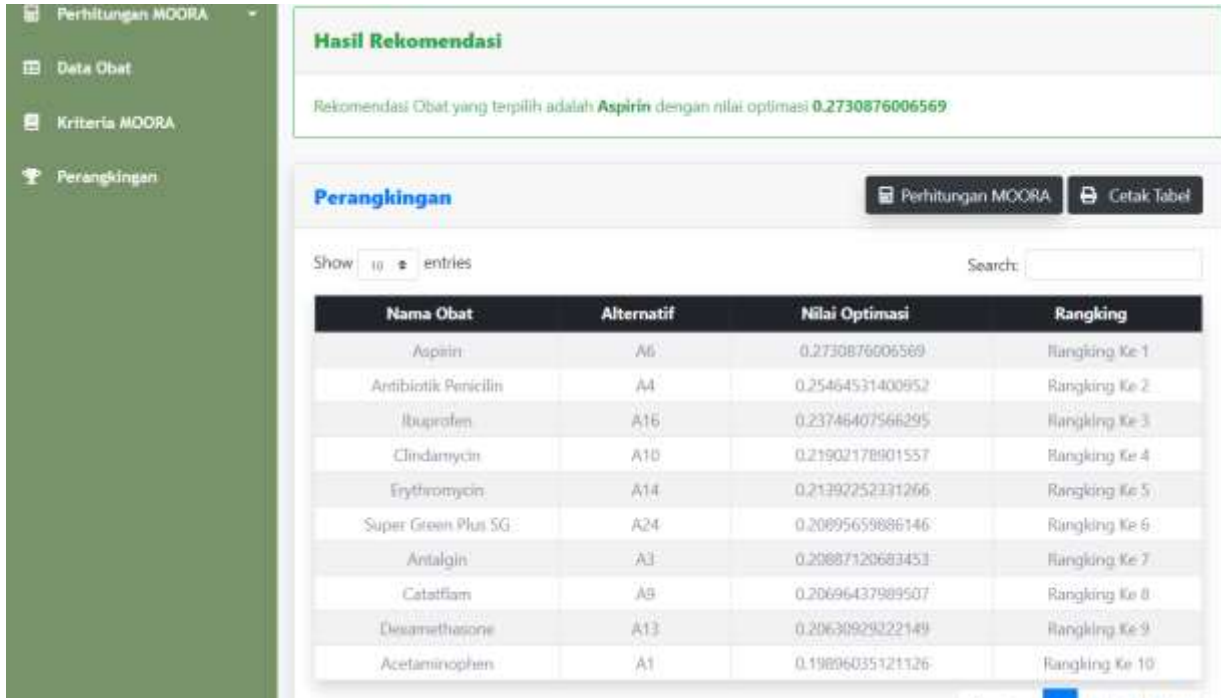 Perhitungan MOORA
Data Obat
Kriteria MOORA
Perangkingan
Hasil Rekomendasi
Rekomendasi Obat yang terpilih adalah Aspirin dengan nilai optimasi 0.2730876006569
Perangkingan
Perhitungan MOORA
Cetak Tabel
Show 10 entries
Search:
Nama Obat Alternatif Nilai Optimasi Rangking
Aspirin A6 0.2730876006569 Rangking Ke 1
Antibiotik Penicilin A4 0.25464531400952 Rangking Ke 2
Ibuprofen A16 0.23746407566295 Rangking Ke 3
Clindamycin A10 0.21902178901557 Rangking Ke 4
Erythromycin A14 0.21392252331266 Rangking Ke 5
Super Green Plus SG A24 0.20895659886146 Rangking Ke 6
Antalgin A3 0.20887120683453 Rangking Ke 7
Catatflam A9 0.20696437989507 Rangking Ke 8
Dexamethasone A13 0.20630929222149 Rangking Ke 9
Acetaminophen A1 0.19896035121126 Rangking Ke 10